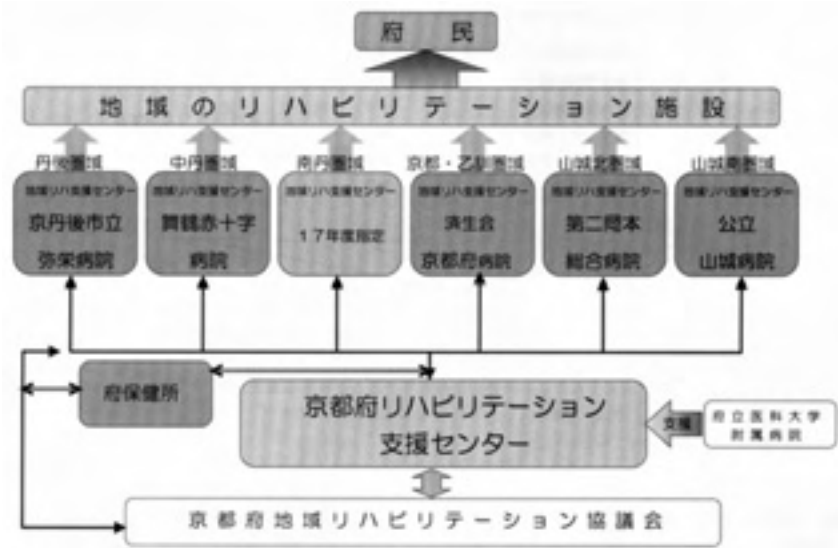 府民
地域のリハビリテーション施設
丹後圏域
中丹圏域
南丹圏域
京都・乙訓圏域
山城北圏域
山城南圏域
地域リハ支援センター
京丹後市立
弥栄病院
地域リハ支援センター
舞鶴赤十字
病院
地域リハ支援センター
17年度指定
地域リハ支援センター
済生会
京都府病院
地域リハ支援センター
第二岡本
総合病院
地域リハ支援センター
公立
山城病院
府保健所
京都府リハビリテーション
支援センター
支援
府立医科大学
附属病院
京都府地域リハビリテーション協議会